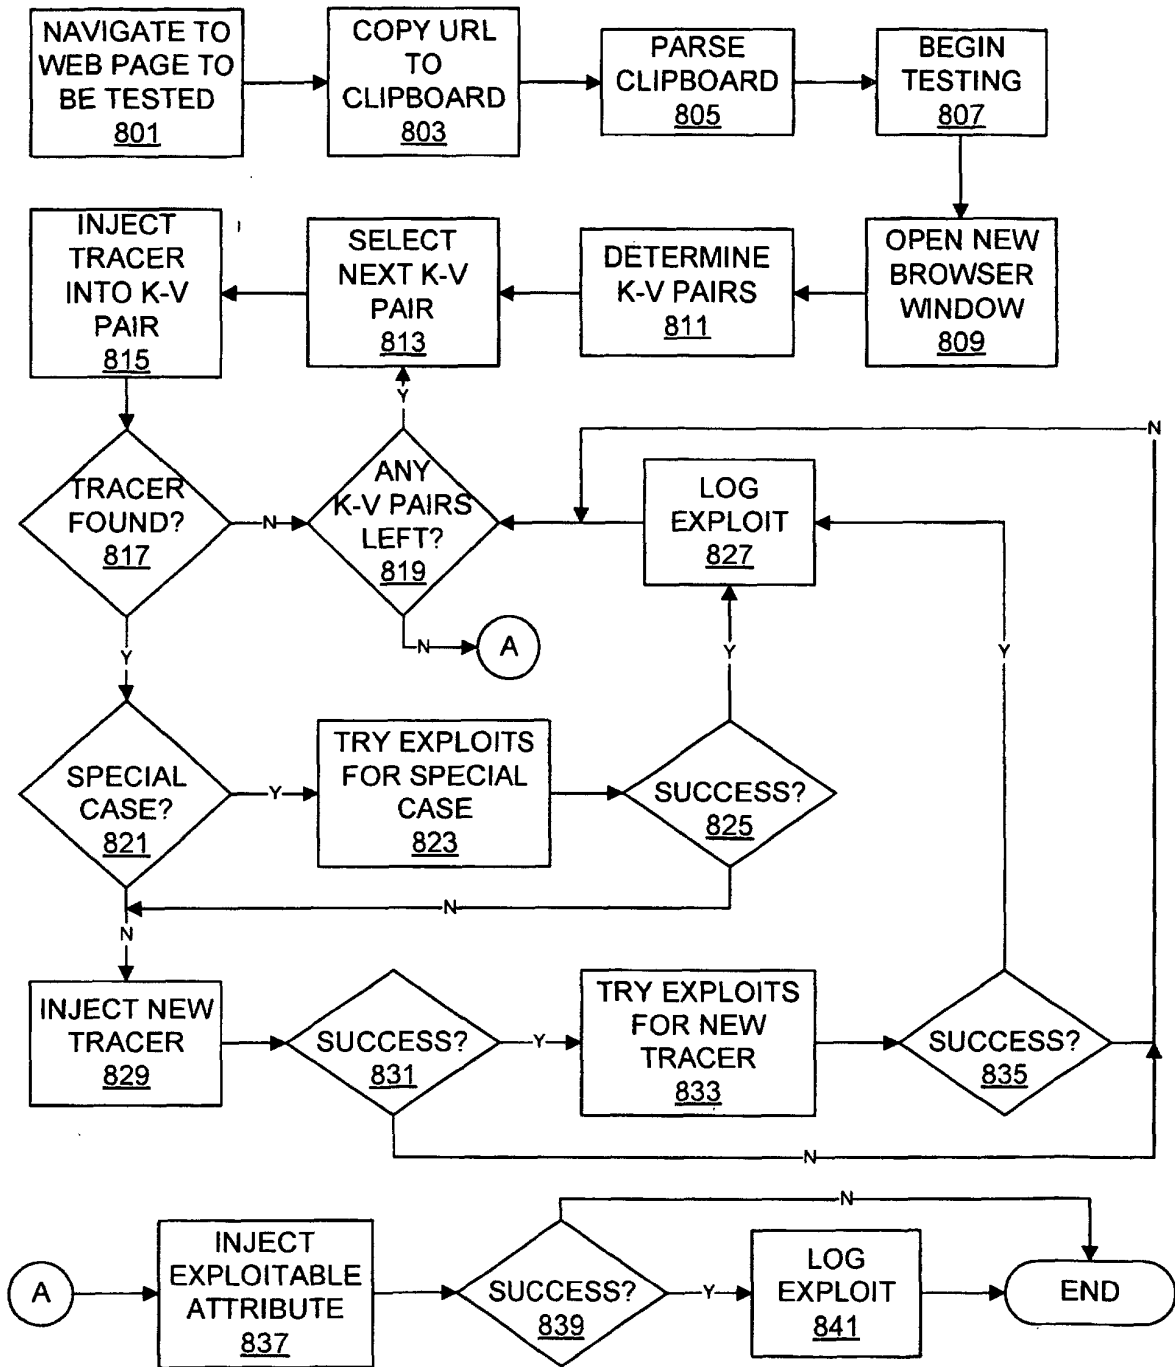 NAVIGATE TO
WEB PAGE TO
BE TESTED
801
COPY URL
TO
CLIPBOARD
803
PARSE
CLIPBOARD
805
BEGIN
TESTING
807
INJECT
TRACER
INTO K-V
PAIR
815
SELECT
NEXT K-V
PAIR
813
DETERMINE
K-V PAIRS
811
OPEN NEW
BROWSER
WINDOW
809
Y
N
TRACER
FOUND?
817
N
ANY
K-V PAIRS
LEFT?
819
LOG
EXPLOIT
827
Y
N
A
Y
Y
SPECIAL
CASE?
821
Y
TRY EXPLOITS
FOR SPECIAL
CASE
823
SUCCESS?
825
N
N
INJECT NEW
TRACER
829
SUCCESS?
831
Y
TRY EXPLOITS
FOR NEW
TRACER
833
SUCCESS?
835
N
N
A
INJECT
EXPLOITABLE
ATTRIBUTE
837
SUCCESS?
839
Y
LOG
EXPLOIT
841
END